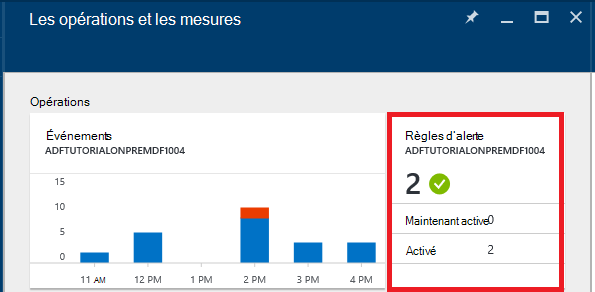 Les opérations et les mesures
Opérations
Événements
ADFTUTORIALONPREMDF1004
15
10
5
0
11 AM 12 PM 1 PM 2 PM 3 PM 4 PM
Règles d'alerte
ADFTUTORIALONPREMDF1004
2
Maintenant active 0
Activé 2